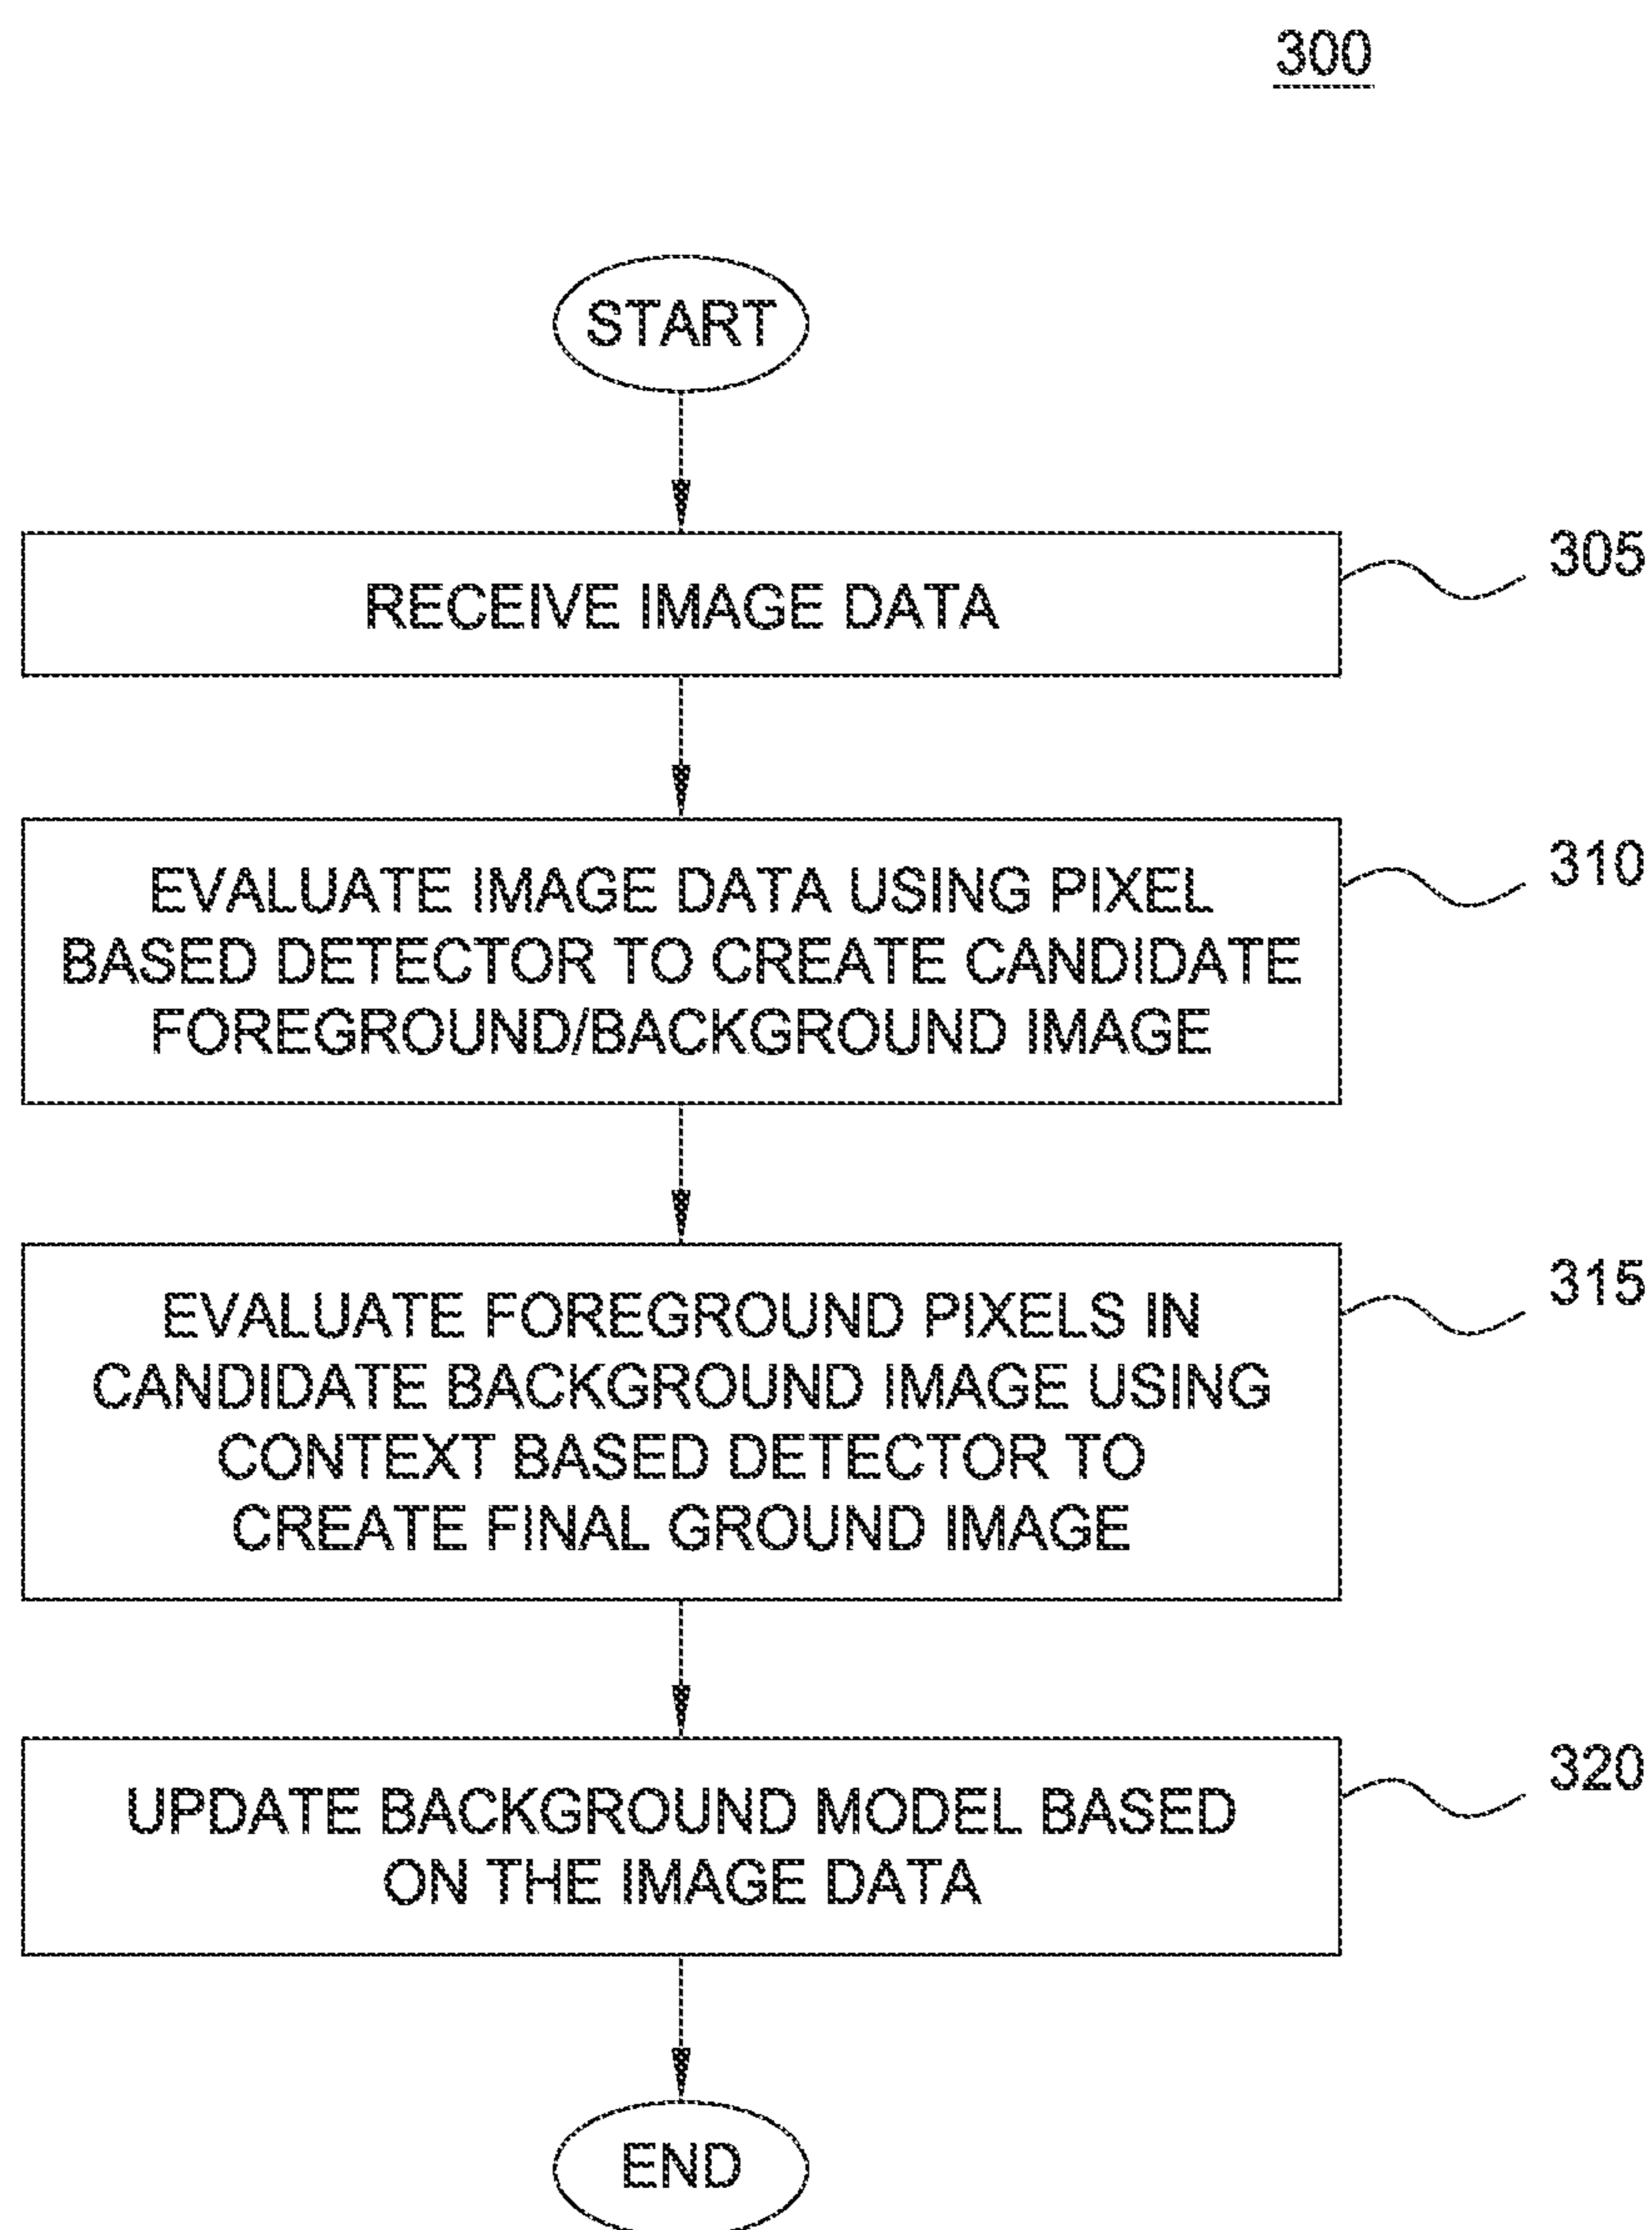 300
START
RECEIVE IMAGE DATA
305
EVALUATE IMAGE DATA USING PIXEL
BASED DETECTOR TO CREATE CANDIDATE
FOREGROUND/BACKGROUND IMAGE
310
EVALUATE FOREGROUND PIXELS IN
CANDIDATE BACKGROUND IMAGE USING
CONTEXT BASED DETECTOR TO
CREATE FINAL GROUND IMAGE
315
UPDATE BACKGROUND MODEL BASED
ON THE IMAGE DATA
320
END